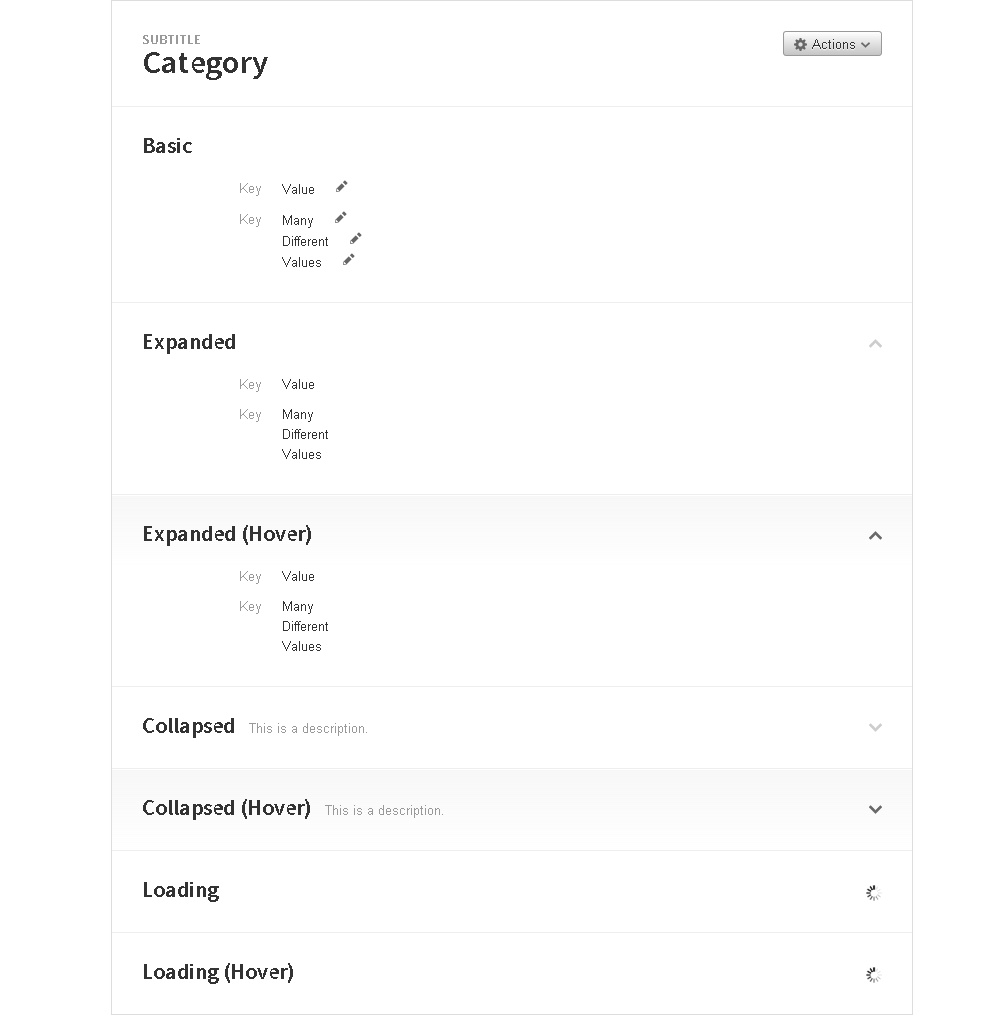 SUBTITLE
Category
Actions
Basic
Key Value
Key Many
Different
Values
Expanded
Key Value
Key Many
Different
Values
Expanded (Hover)
Key Value
Key Many
Different
Values
Collapsed This is a description.
Collapsed (Hover) This is a description.
Loading
Loading (Hover)